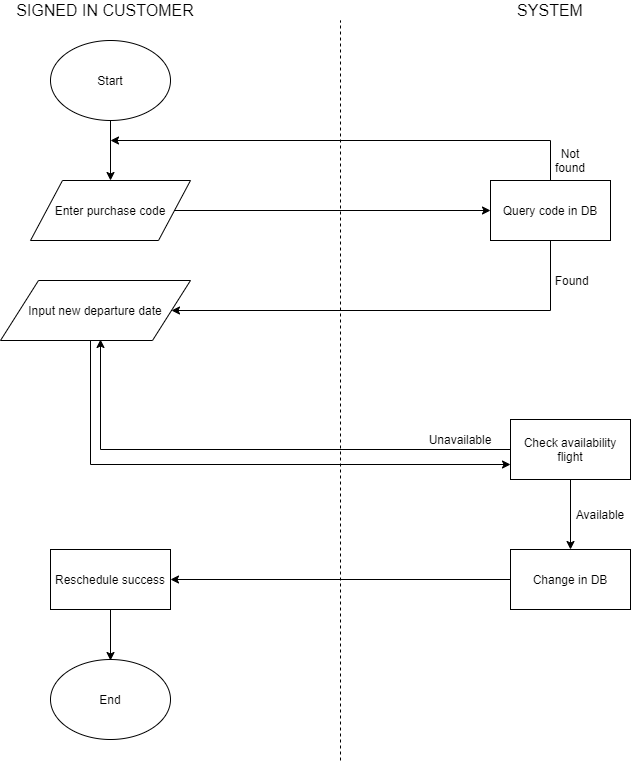 SIGNED IN CUSTOMER
SYSTEM
Start
Not
found
Enter purchase code
Query code in DB
Found
Input new departure date
Unavailable
Check availability
flight
Available
Reschedule success
Change in DB
End